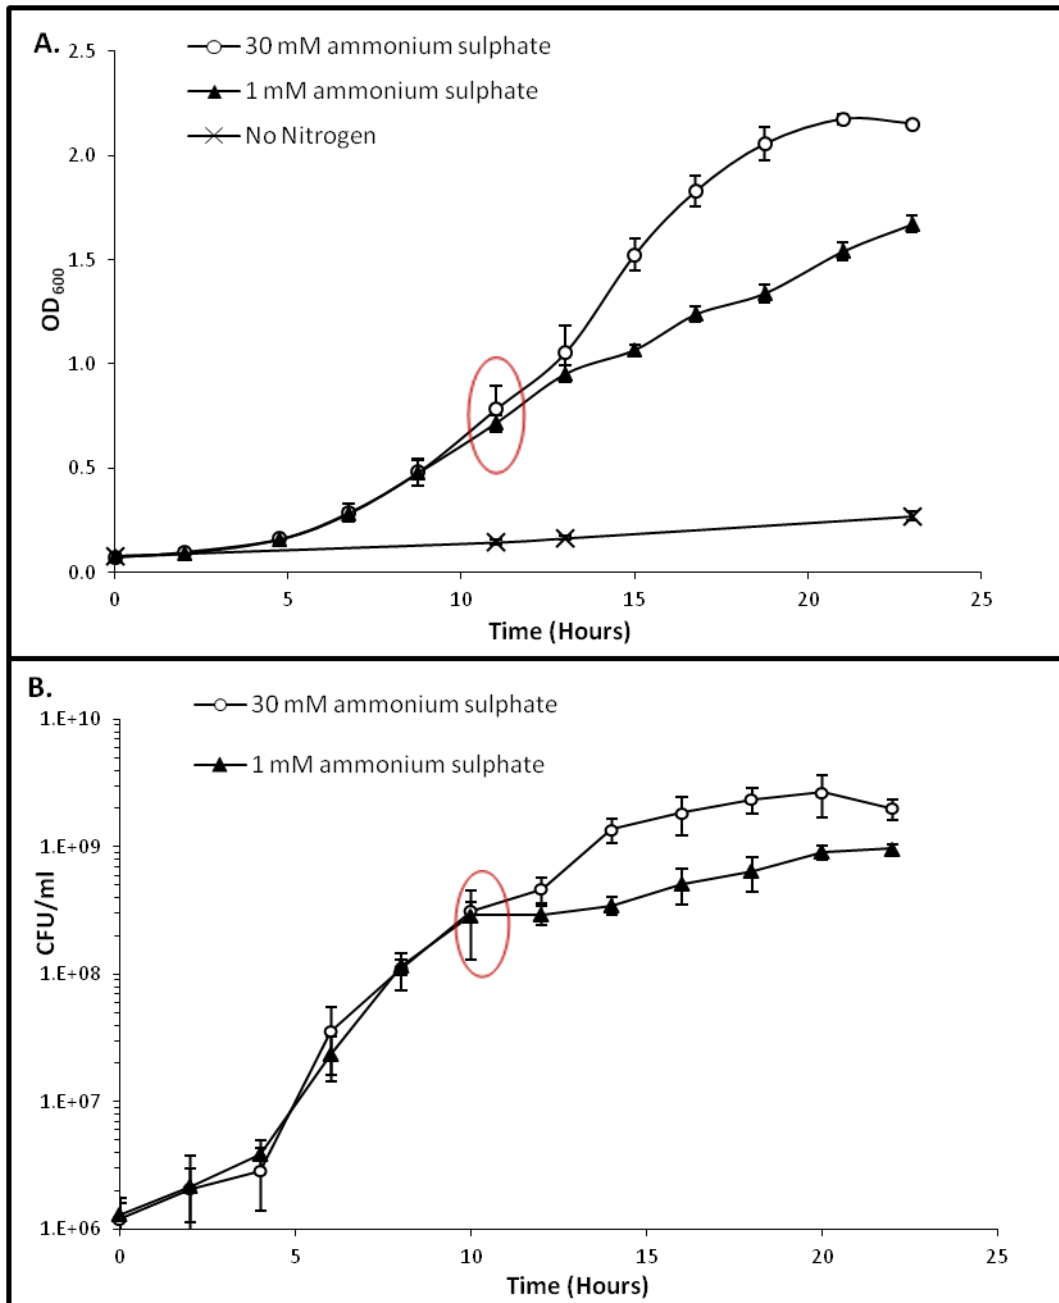 A.
30 mM ammonium sulphate
1 mM ammonium sulphate
No Nitrogen
2.5
2.0
1.5
1.0
0.5
0.0
OD600
0 5 10 15 20 25
Time (Hours)
B.
30 mM ammonium sulphate
1 mM ammonium sulphate
1.E+10
1.E+09
1.E+08
1.E+07
1.E+06
CFU/ml
0 5 10 15 20 25
Time (Hours)